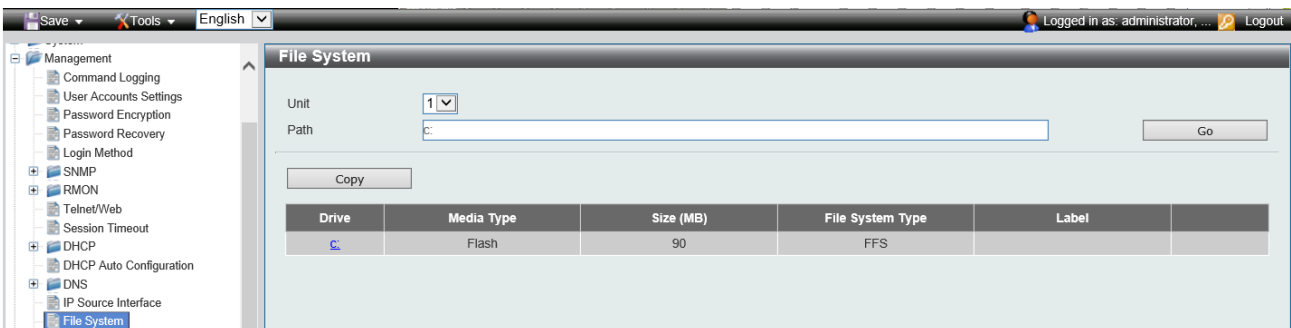 Save Tools English Logged in as: administrator, ... Logout
System
Management
Command Logging
User Accounts Settings
Password Encryption
Password Recovery
Login Method
SNMP
RMON
Telnet/Web
Session Timeout
DHCP
DHCP Auto Configuration
DNS
IP Source Interface
File System
File System
Unit 1
Path c:
Go
Copy
Drive Media Type Size (MB) File System Type Label
c: Flash 90 FFS